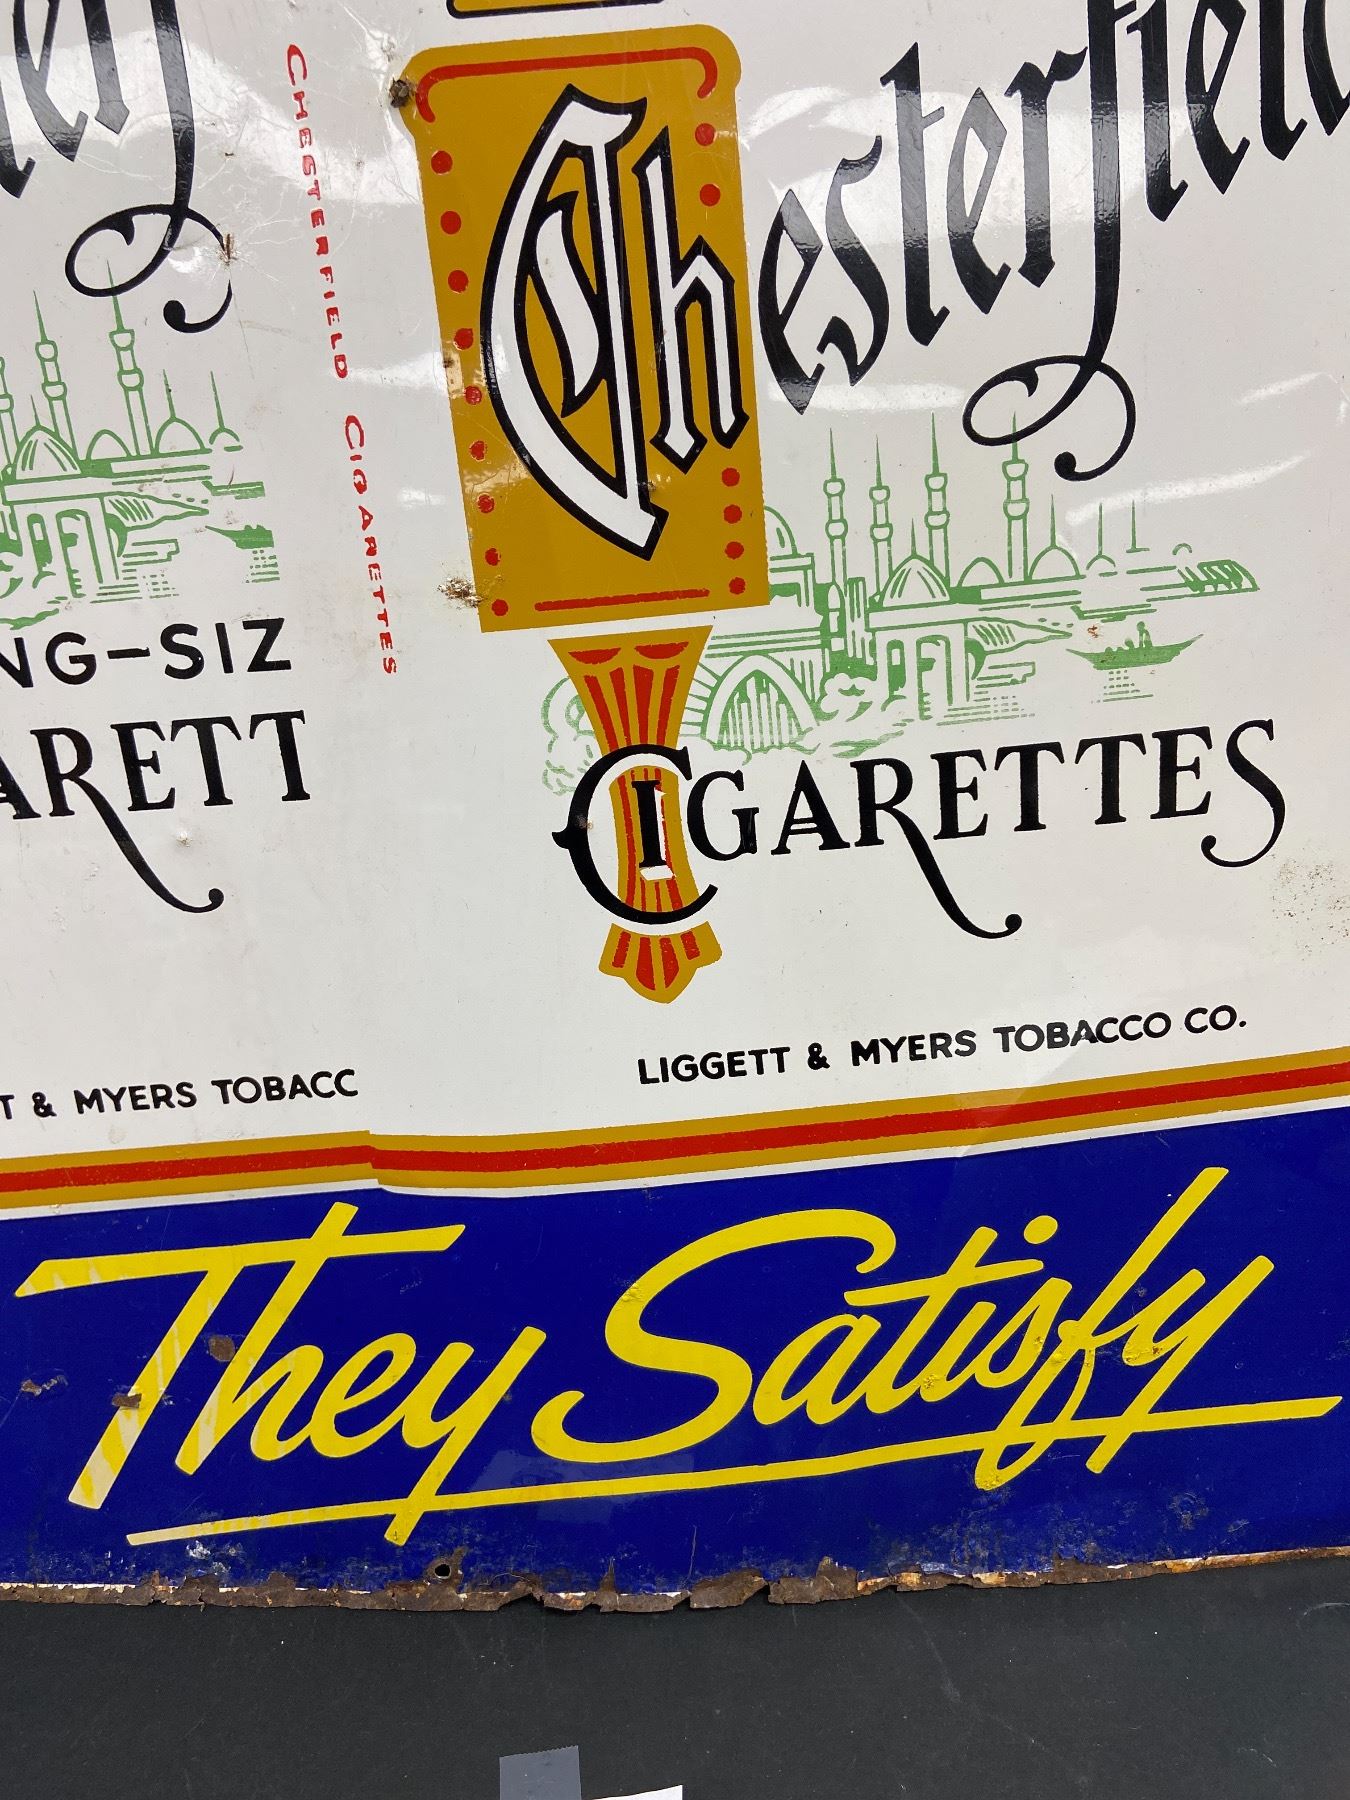 Chesterfield
CHESTERFIELD CIGARETTES
NG-SIZ
ARETT
CIGARETTES
T & MYERS TOBACC
LIGGETT & MYERS TOBACCO CO.
They Satisfy